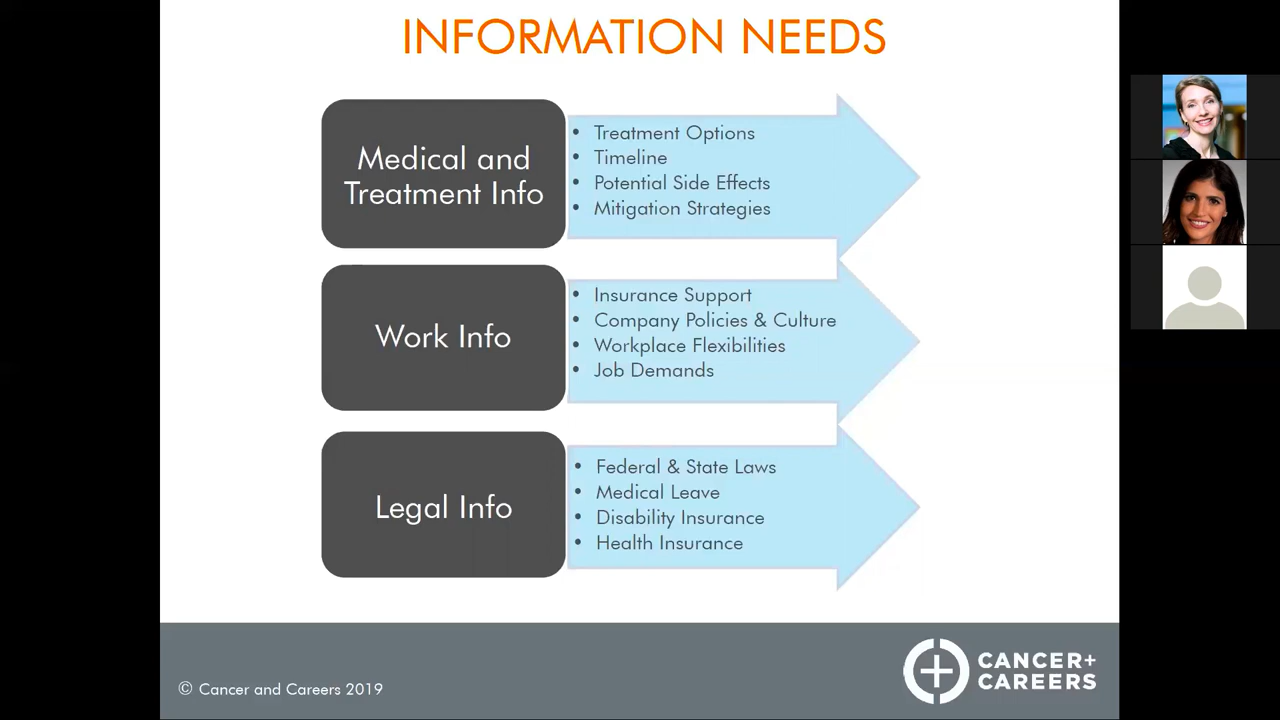 INFORMATION NEEDS
Medical and
Treatment Info
• Treatment Options
• Timeline
• Potential Side Effects
• Mitigation Strategies
Work Info
• Insurance Support
• Company Policies & Culture
• Workplace Flexibilities
• Job Demands
Legal Info
• Federal & State Laws
• Medical Leave
• Disability Insurance
• Health Insurance
© Cancer and Careers 2019
CANCER+
CAREERS